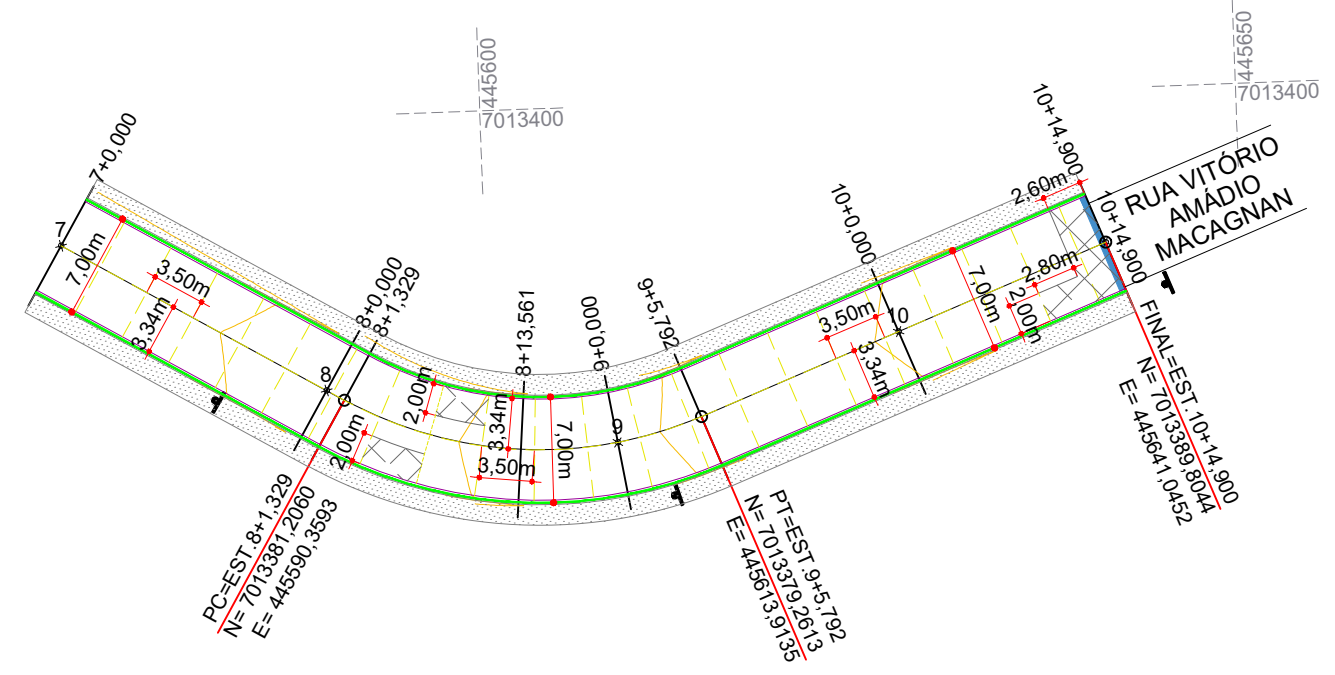 445600
7013400
445650
7013400
7+0,000
7
7,00m
3,50m
3,34m
8+0,000
8+1,329
8
2,00m
2,00m
3,34m
3,50m
8+13,561
7,00m
9+0,000
9
9+5,792
10+0,000
10
3,50m
3,34m
7,00m
2,00m
2,80m
2,60m
10+14,900
10+14,900
RUA VITÓRIO
AMÁDIO
MACAGNAN
PC=EST.8+1,329
N= 7013381,2060
E= 445590,3593
PT=EST.9+5,792
N= 7013379,2613
E= 445613,9135
FINAL=EST.10+14,900
N= 7013389,8044
E= 445641,0452